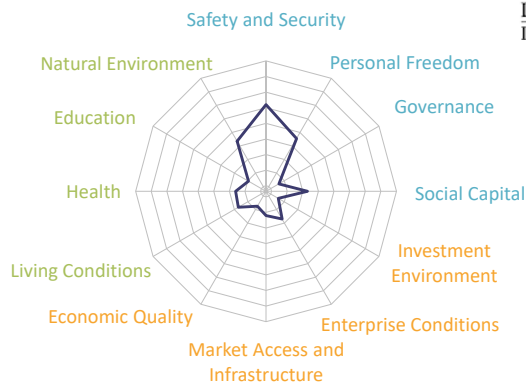 Safety and Security
Natural Environment
Personal Freedom
Education
Governance
Health
Social Capital
Investment
Environment
Living Conditions
Economic Quality
Enterprise Conditions
Market Access and
Infrastructure